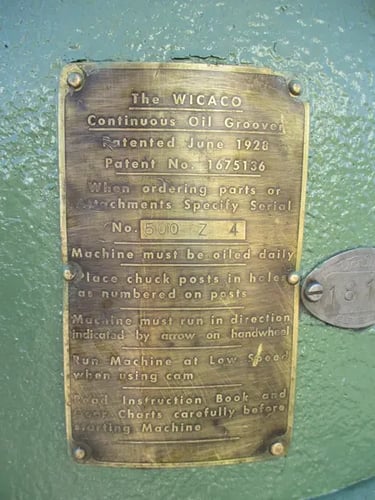 The WICACO
Continuous Oil Groover
Patented June 1928
Patent No. 1675136
When ordering parts or
Attachments Specify Serial
No. 500 Z 4
Machine must be oiled daily
Place chuck posts in holes
as numbered on posts
Machine must run in direction
indicated by arrow on handwheel
Run Machine at Low Speed
when using cam
Read Instruction Book and
Gear Charts carefully before
starting Machine
181